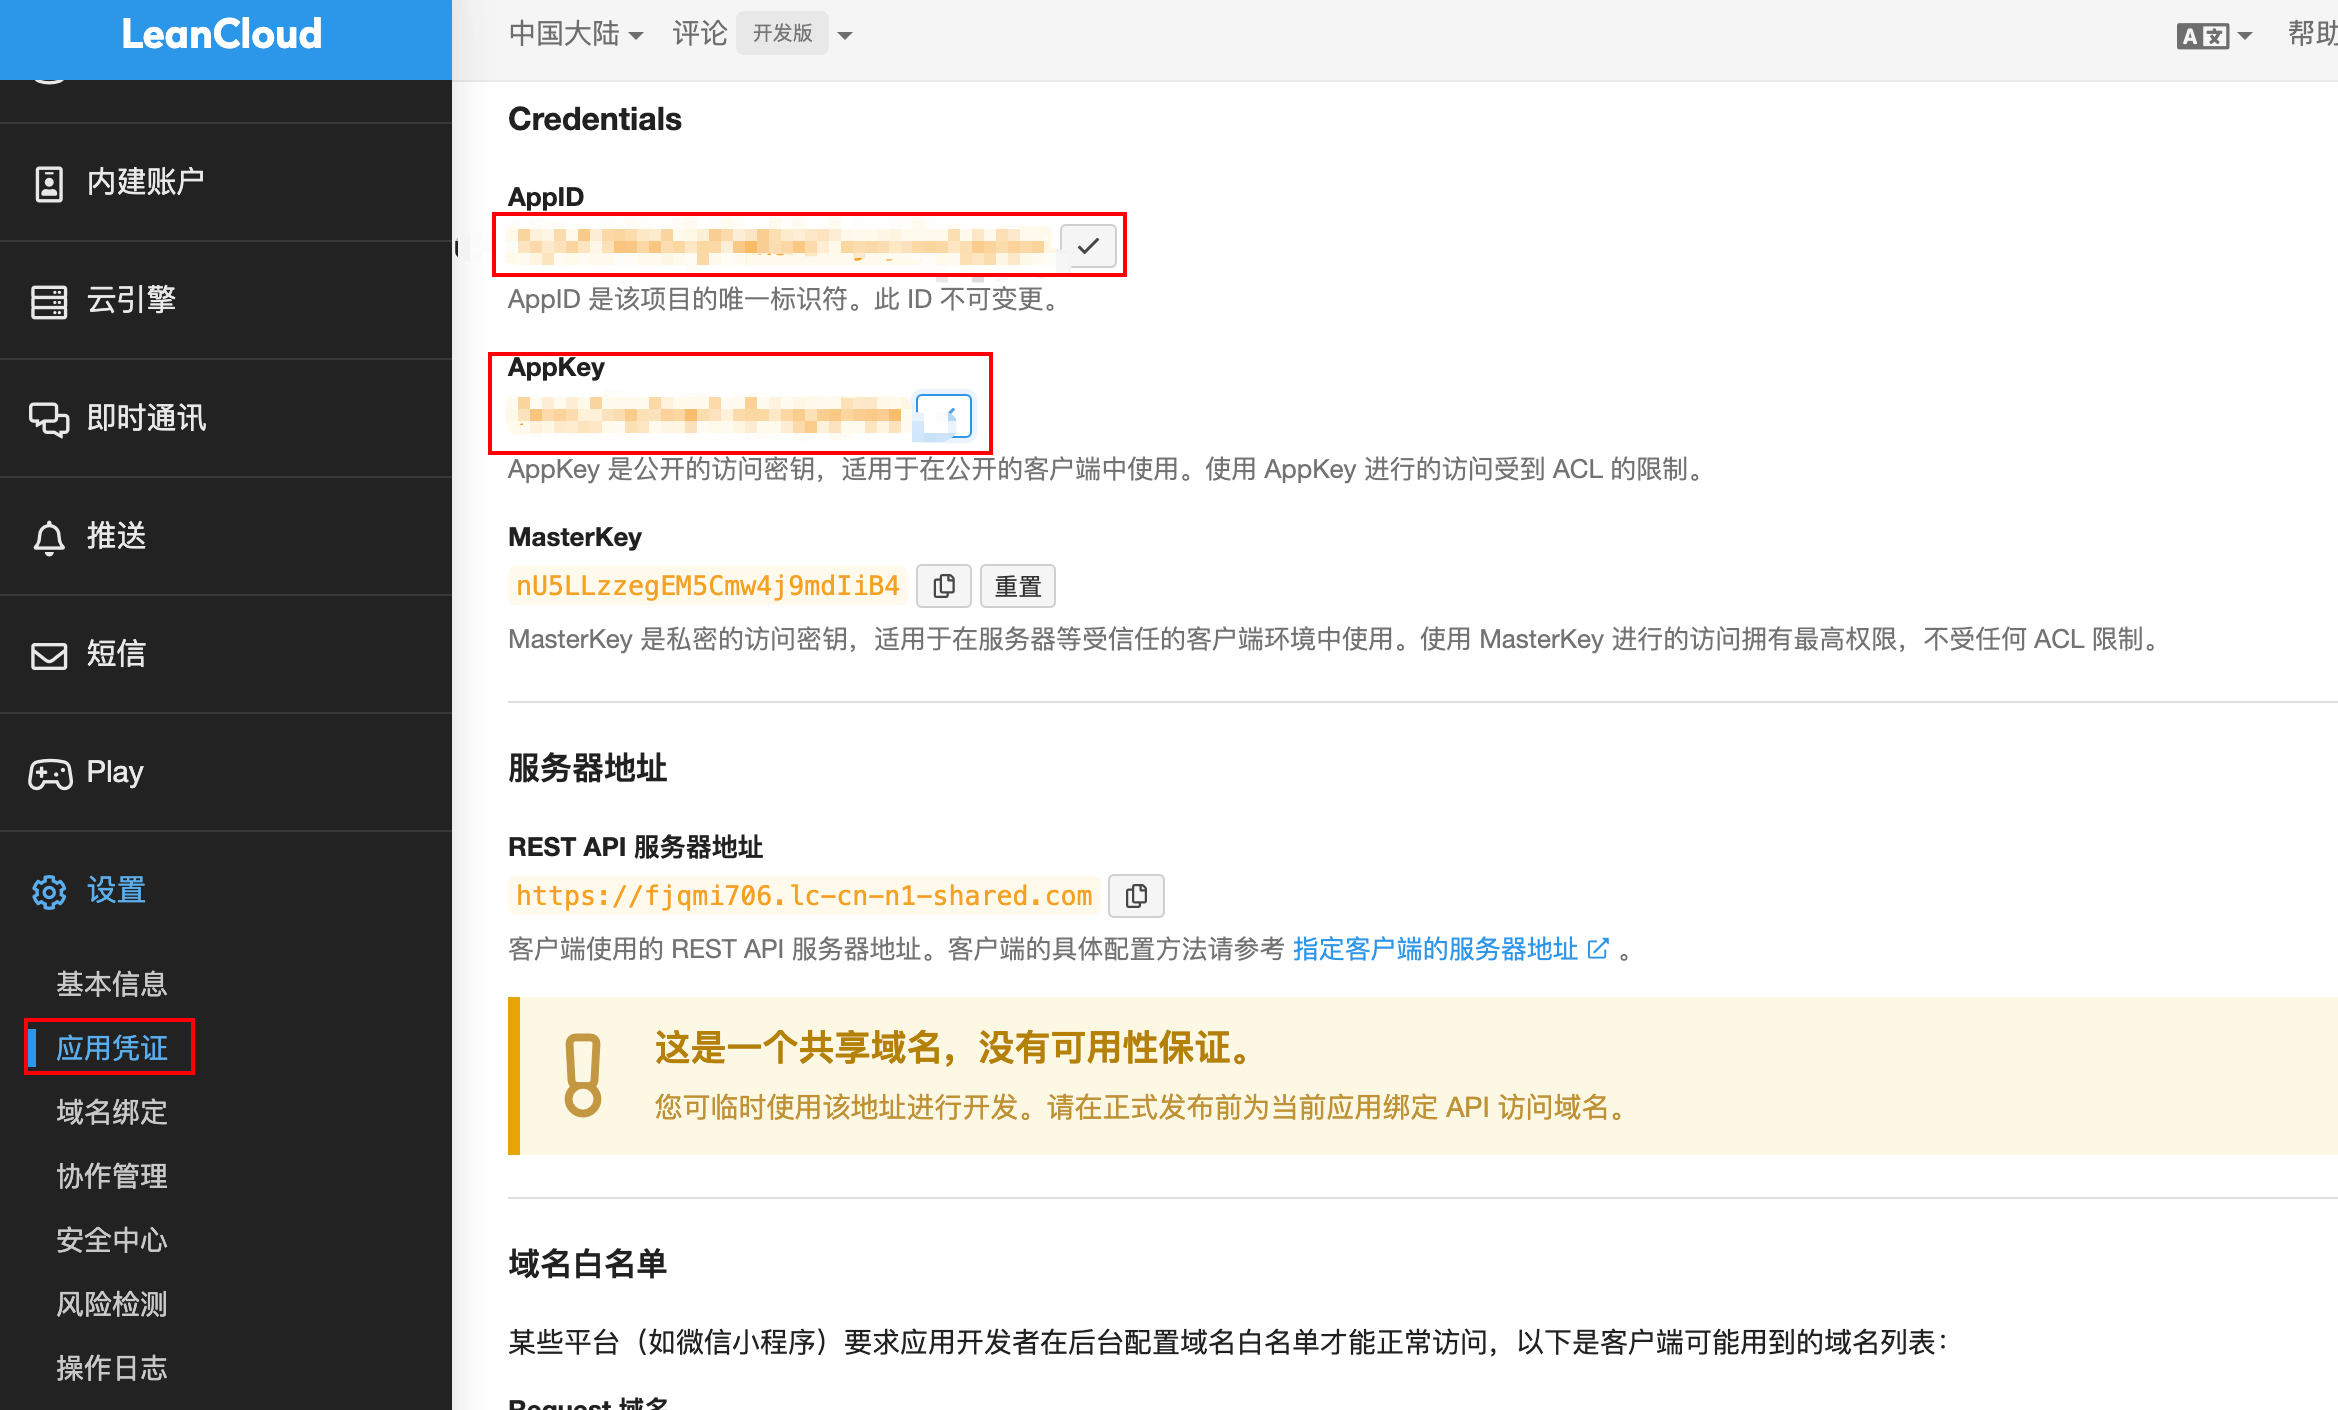 LeanCloud
中国大陆 评论 开发版
帮助
内建账户
云引擎
即时通讯
推送
短信
Play
设置
基本信息
应用凭证
域名绑定
协作管理
安全中心
风险检测
操作日志
Credentials
AppID
AppID 是该项目的唯一标识符。此 ID 不可变更。
AppKey
AppKey 是公开的访问密钥，适用于在公开的客户端中使用。使用 AppKey 进行的访问受到 ACL 的限制。
MasterKey
nU5LLzzegEM5Cmw4j9mdIiB4 重置
MasterKey 是私密的访问密钥，适用于在服务器等受信任的客户端环境中使用。使用 MasterKey 进行的访问拥有最高权限，不受任何 ACL 限制。
服务器地址
REST API 服务器地址
https://fjqmi706.lc-cn-n1-shared.com
客户端使用的 REST API 服务器地址。客户端的具体配置方法请参考 指定客户端的服务器地址 。
这是一个共享域名，没有可用性保证。
您可临时使用该地址进行开发。请在正式发布前为当前应用绑定 API 访问域名。
域名白名单
某些平台（如微信小程序）要求应用开发者在后台配置域名白名单才能正常访问，以下是客户端可能用到的域名列表：
Request 域名